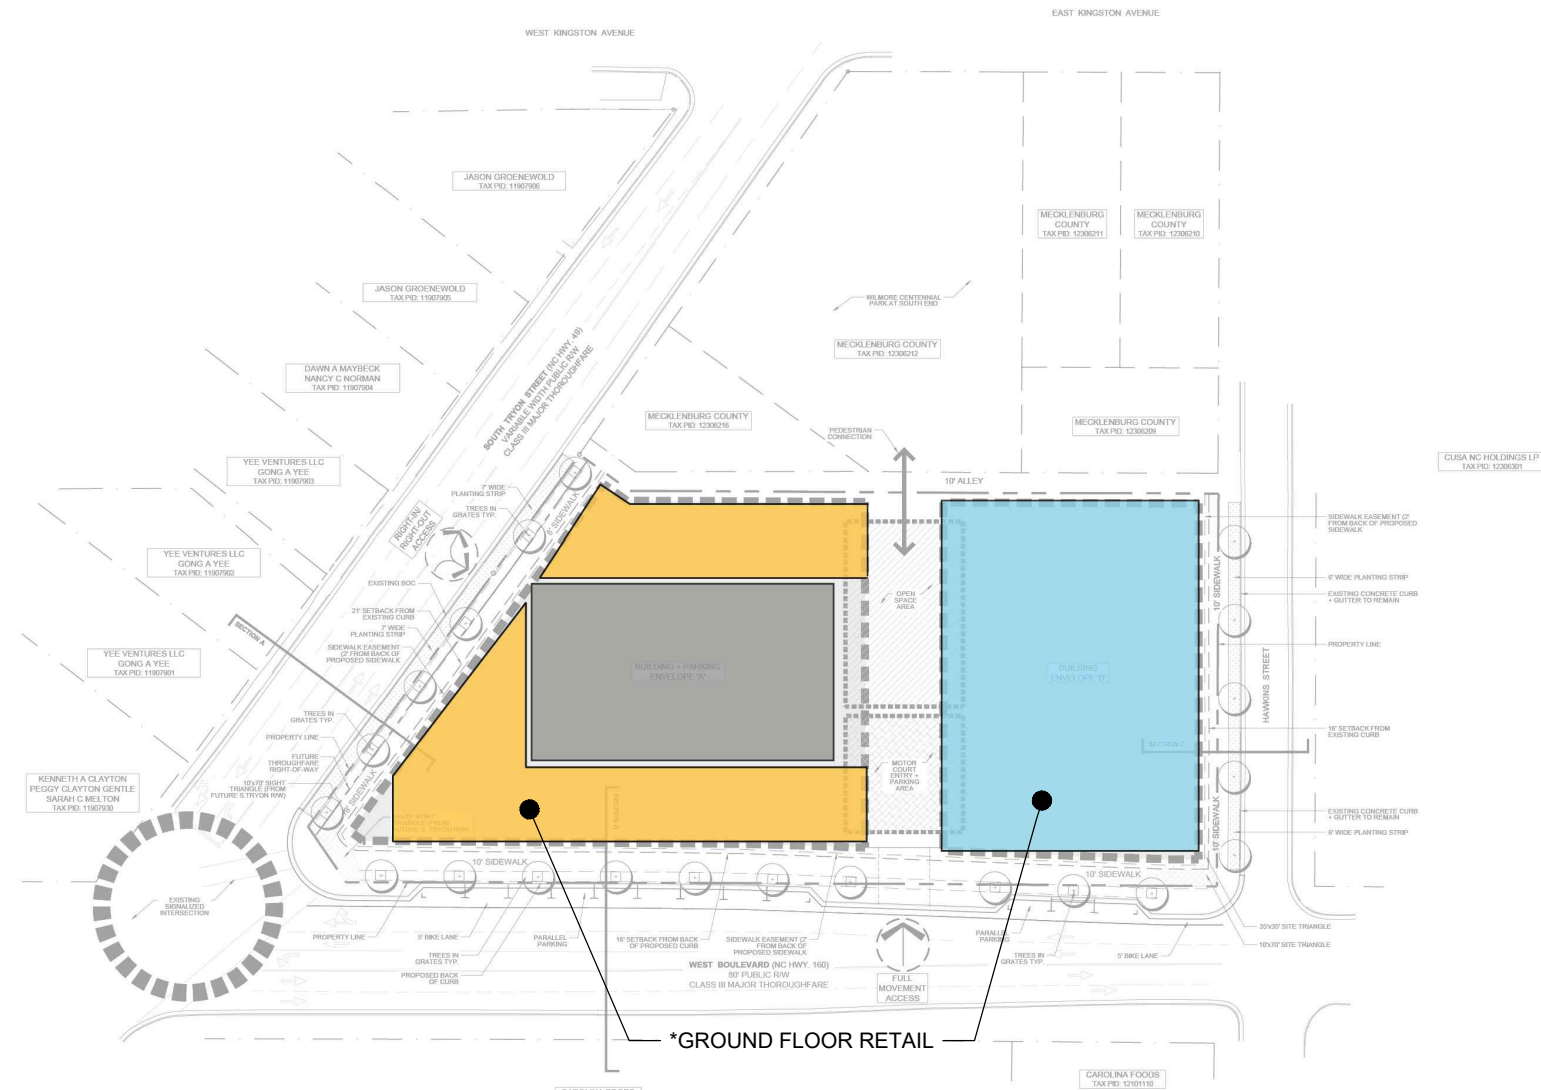 EAST KINGSTON AVENUE
WEST KINGSTON AVENUE
JASON GROENEWOLD
TAX PID: 11907906
MECKLENBURG
COUNTY
TAX PID: 12306211
MECKLENBURG
COUNTY
TAX PID: 12306210
JASON GROENEWOLD
TAX PID: 11907905
WILMORE CENTENNIAL
PARK AT SOUTH END
MECKLENBURG COUNTY
TAX PID: 12306212
SOUTH TRYON STREET (NC HWY. 49)
VARIABLE WIDTH PUBLIC R/W
CLASS III MAJOR THOROUGHFARE
DAWN A MAYBECK
NANCY C NORMAN
TAX PID: 11907904
MECKLENBURG COUNTY
TAX PID: 12306216
MECKLENBURG COUNTY
TAX PID: 12306209
PEDESTRIAN
CONNECTION
CUSA NC HOLDINGS LP
TAX PID: 12306301
YEE VENTURES LLC
GONG A YEE
TAX PID: 11907903
10' ALLEY
7' WIDE
PLANTING STRIP
TREES IN
GRATES TYP.
8' SIDEWALK
RIGHT-IN/
RIGHT-OUT
ACCESS
SIDEWALK EASEMENT (2'
FROM BACK OF PROPOSED
SIDEWALK
YEE VENTURES LLC
GONG A YEE
TAX PID: 11907902
EXISTING BOC
21' SETBACK FROM
EXISTING CURB
7' WIDE
PLANTING STRIP
SIDEWALK EASEMENT
(2' FROM BACK OF
PROPOSED SIDEWALK
SECTION A
OPEN
SPACE
AREA
10' SIDEWALK
6' WIDE PLANTING STRIP
EXISTING CONCRETE CURB
+ GUTTER TO REMAIN
PROPERTY LINE
YEE VENTURES LLC
GONG A YEE
TAX PID: 11907901
BUILDING + PARKING
ENVELOPE 'A'
BUILDING
ENVELOPE 'B'
HAWKINS STREET
TREES IN
GRATES TYP.
PROPERTY LINE
FUTURE
THROUGHFARE
RIGHT-OF-WAY
10'x70' SIGHT
TRIANGLE (FROM
FUTURE S.TRYON R/W)
8' SIDEWALK
16' SETBACK FROM
EXISTING CURB
SECTION C
MOTOR
COURT
ENTRY +
PARKING
AREA
KENNETH A CLAYTON
PEGGY CLAYTON GENTLE
SARAH C MELTON
TAX PID: 11907930
SECTION B
10' SIDEWALK
EXISTING CONCRETE CURB
+ GUTTER TO REMAIN
6' WIDE PLANTING STRIP
10' SIDEWALK
10' SIDEWALK
EXISTING
SIGNALIZED
INTERSECTION
PROPERTY LINE
5' BIKE LANE
TREES IN
GRATES TYP.
PROPOSED BACK
OF CURB
PARALLEL
PARKING
16' SETBACK FROM BACK
OF PROPOSED CURB
SIDEWALK EASEMENT (2'
FROM BACK OF
PROPOSED SIDEWALK
WEST BOULEVARD (NC HWY. 160)
80' PUBLIC R/W
CLASS III MAJOR THOROUGHFARE
FULL
MOVEMENT
ACCESS
PARALLEL
PARKING
TREES IN
GRATES TYP.
5' BIKE LANE
35'x35' SITE TRIANGLE
10'x70' SITE TRIANGLE
*GROUND FLOOR RETAIL
CAROLINA FOODS
TAX PID: 12101110